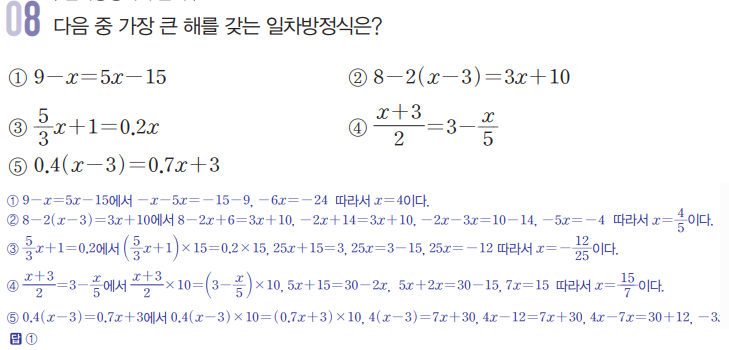 08 다음 중 가장 큰 해를 갖는 일차방정식은?
① 9-x=5x-15 ② 8-2(x-3)=3x+10
③ 5/3x+1=0.2x ④ (x+3)/2=3-x/5
⑤ 0.4(x-3)=0.7x+3
① 9-x=5x-15에서 -x-5x=-15-9, -6x=-24 따라서 x=4이다.
② 8-2(x-3)=3x+10에서 8-2x+6=3x+10, -2x+14=3x+10, -2x-3x=10-14, -5x=-4 따라서 x=4/5이다.
③ 5/3x+1=0.2에서 (5/3x+1)×15=0.2×15, 25x+15=3, 25x=3-15, 25x=-12 따라서 x=-12/25이다.
④ (x+3)/2=3-x/5에서 (x+3)/2×10=(3-x/5)×10, 5x+15=30-2x, 5x+2x=30-15, 7x=15 따라서 x=15/7이다.
⑤ 0.4(x-3)=0.7x+3에서 0.4(x-3)×10=(0.7x+3)×10, 4(x-3)=7x+30, 4x-12=7x+30, 4x-7x=30+12, -3
답 ①